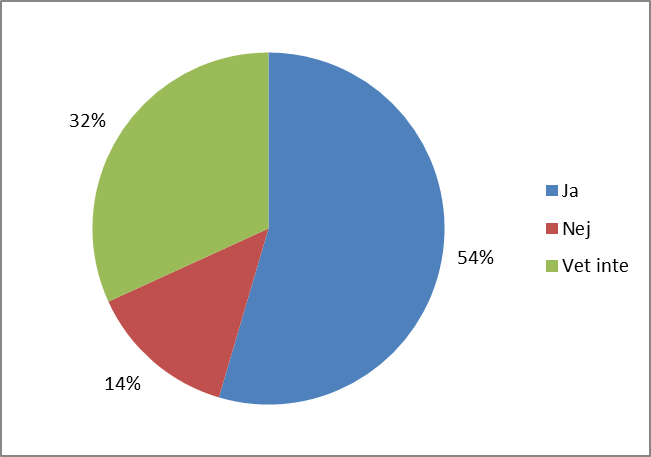 32%
54%
14%
Ja
Nej
Vet inte